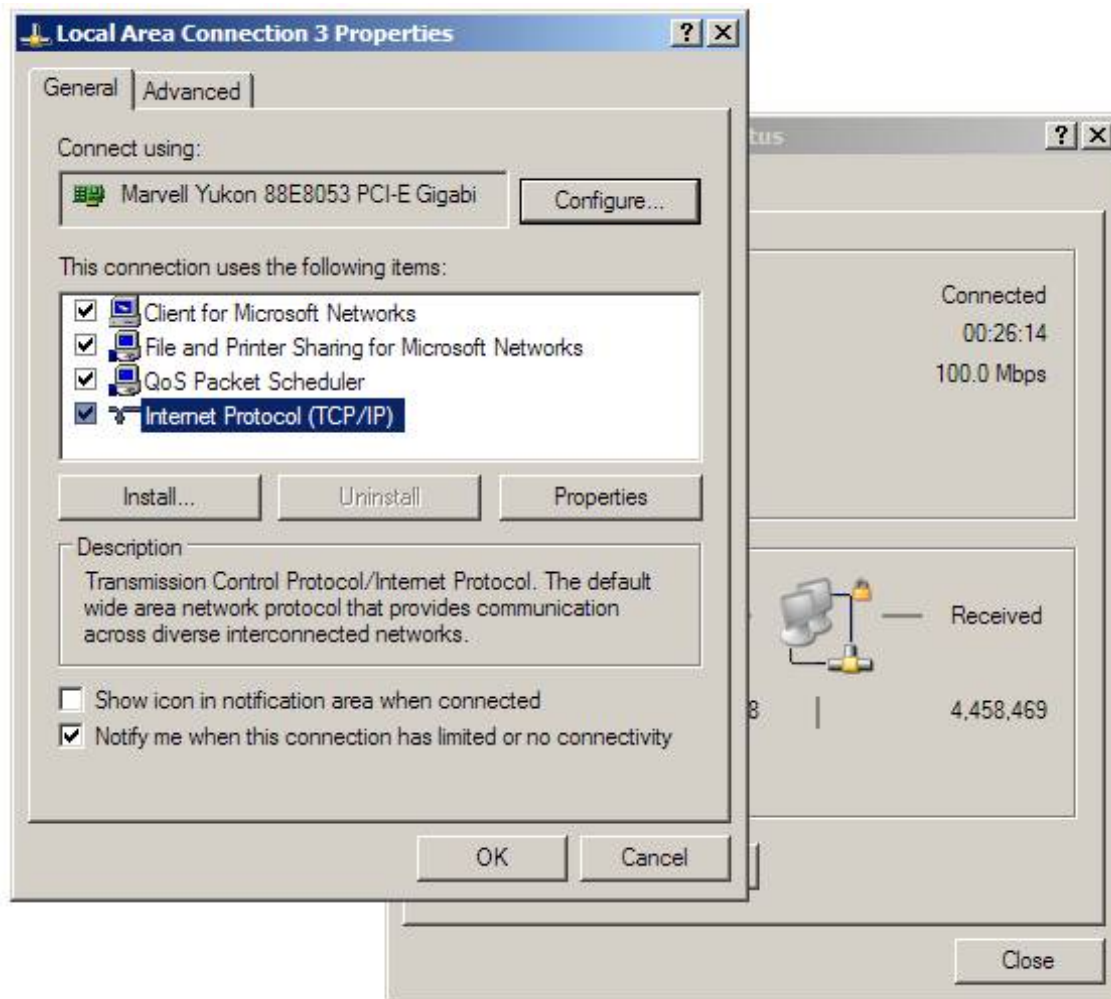 Local Area Connection 3 Properties
General
Advanced
Connect using:
Marvell Yukon 88E8053 PCI-E Gigabi
Configure...
This connection uses the following items:
Client for Microsoft Networks
File and Printer Sharing for Microsoft Networks
QoS Packet Scheduler
Internet Protocol (TCP/IP)
Install...
Uninstall
Properties
Description
Transmission Control Protocol/Internet Protocol. The default
wide area network protocol that provides communication
across diverse interconnected networks.
Show icon in notification area when connected
Notify me when this connection has limited or no connectivity
OK
Cancel
tus
Connected
00:26:14
100.0 Mbps
Received
8
4,458,469
Close